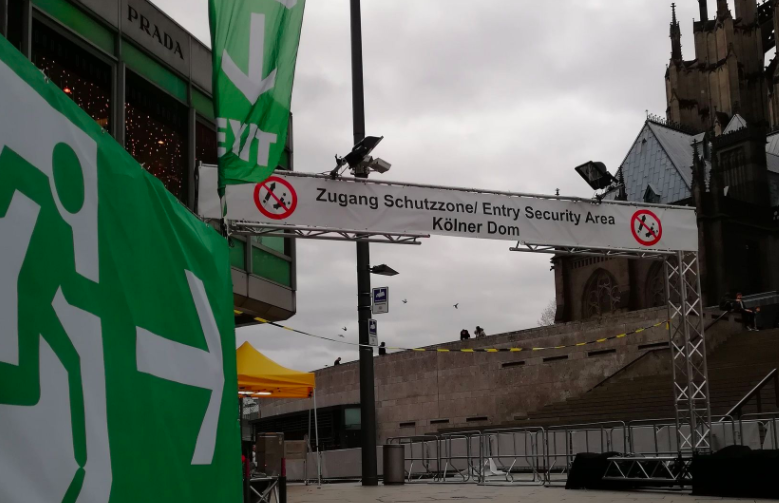 PRADA
EXIT
Zugang Schutzzone/ Entry Security Area
Kölner Dom